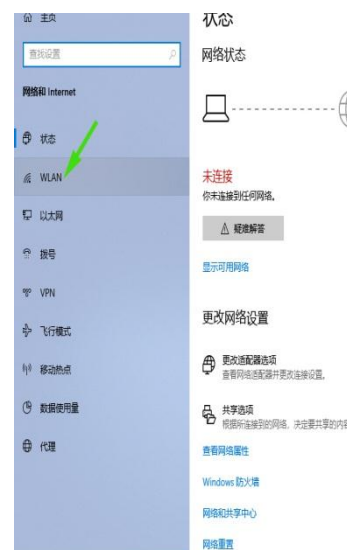 主页
查找设置
网络和 Internet
状态
WLAN
以太网
拨号
VPN
飞行模式
移动热点
数据使用量
代理
状态
网络状态
未连接
你未连接到任何网络。
疑难解答
显示可用网络
更改网络设置
更改适配器选项
查看网络适配器并更改连接设置。
共享选项
根据所连接到的网络，决定要共享的内容
查看网络属性
Windows 防火墙
网络和共享中心
网络重置